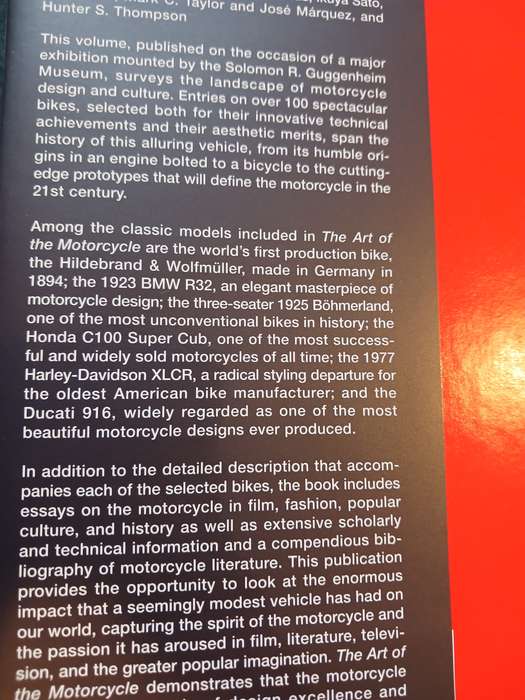 Taylor and José Márquez, and
Hunter S. Thompson
This volume, published on the occasion of a major
exhibition mounted by the Solomon R. Guggenheim
Museum, surveys the landscape of motorcycle
design and culture. Entries on over 100 spectacular
bikes, selected both for their innovative technical
achievements and their aesthetic merits, span the
history of this alluring vehicle, from its humble ori-
gins in an engine bolted to a bicycle to the cutting-
edge prototypes that will define the motorcycle in the
21st century.
Among the classic models included in The Art of
the Motorcycle are the world's first production bike,
the Hildebrand & Wolfmüller, made in Germany in
1894; the 1923 BMW R32, an elegant masterpiece of
motorcycle design; the three-seater 1925 Böhmerland,
one of the most unconventional bikes in history; the
Honda C100 Super Cub, one of the most success-
ful and widely sold motorcycles of all time; the 1977
Harley-Davidson XLCR, a radical styling departure for
the oldest American bike manufacturer; and the
Ducati 916, widely regarded as one of the most
beautiful motorcycle designs ever produced.
In addition to the detailed description that accom-
panies each of the selected bikes, the book includes
essays on the motorcycle in film, fashion, popular
culture, and history as well as extensive scholarly
and technical information and a compendious bib-
liography of motorcycle literature. This publication
provides the opportunity to look at the enormous
impact that a seemingly modest vehicle has had on
our world, capturing the spirit of the motorcycle and
the passion it has aroused in film, literature, televi-
sion, and the greater popular imagination. The Art of
the Motorcycle demonstrates that the motorcycle
design excellence and